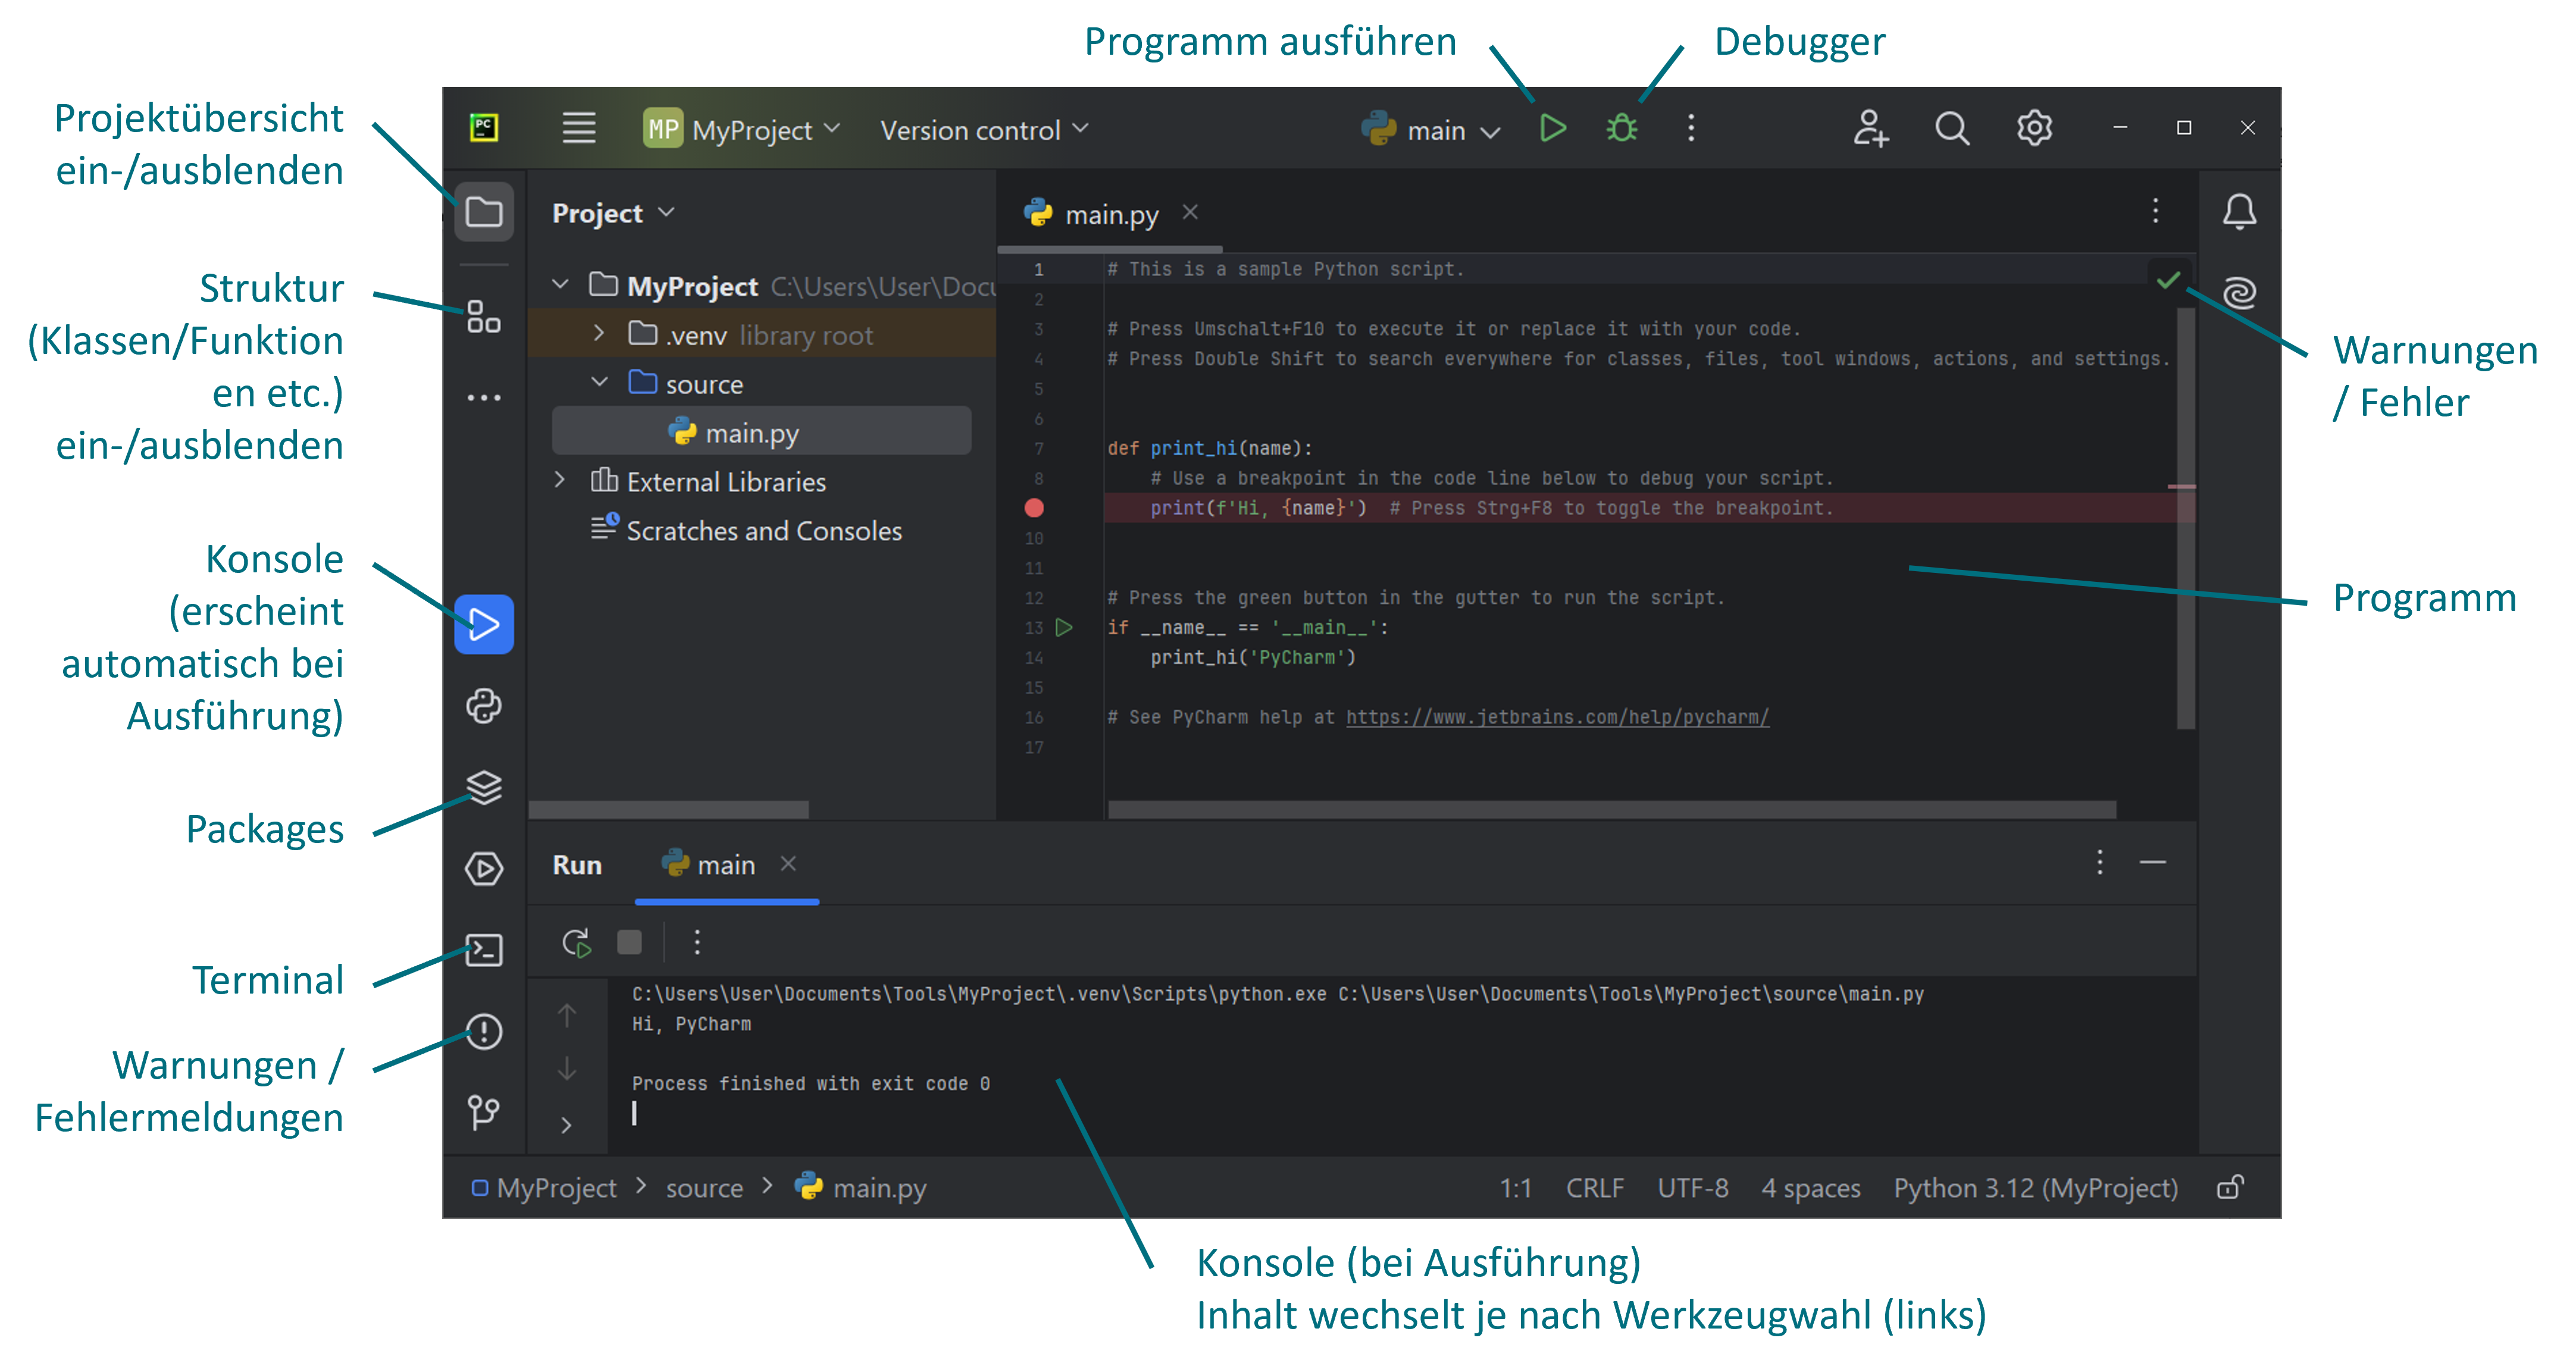 Programm ausführen
Debugger
Projektübersicht
ein-/ausblenden
Struktur
(Klassen/Funktion
en etc.)
ein-/ausblenden
Konsole
(erscheint
automatisch bei
Ausführung)
Packages
Terminal
Warnungen /
Fehlermeldungen
PC
MP MyProject
Version control
main
Project
MyProject C:\Users\User\Docu
.venv library root
source
main.py
External Libraries
Scratches and Consoles
main.py
1 # This is a sample Python script.
2
3 # Press Umschalt+F10 to execute it or replace it with your code.
4 # Press Double Shift to search everywhere for classes, files, tool windows, actions, and settings.
5
6
7 def print_hi(name):
8 # Use a breakpoint in the code line below to debug your script.
print(f'Hi, {name}') # Press Strg+F8 to toggle the breakpoint.
10
11
12 # Press the green button in the gutter to run the script.
13 if __name__ == '__main__':
14 print_hi('PyCharm')
15
16 # See PyCharm help at https://www.jetbrains.com/help/pycharm/
17
Warnungen
/ Fehler
Programm
Run main
C:\Users\User\Documents\Tools\MyProject\.venv\Scripts\python.exe C:\Users\User\Documents\Tools\MyProject\source\main.py
Hi, PyCharm
Process finished with exit code 0
MyProject > source > main.py
1:1 CRLF UTF-8 4 spaces Python 3.12 (MyProject)
Konsole (bei Ausführung)
Inhalt wechselt je nach Werkzeugwahl (links)